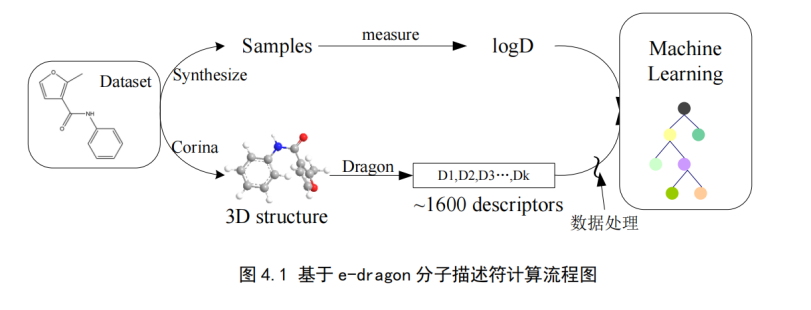 Samples
measure
logD
Machine
Learning
Dataset
Synthesize
O
NH
O
Corina
Dragon
D1,D2,D3…,Dk
3D structure
~1600 descriptors
数据处理
图 4.1 基于 e-dragon 分子描述符计算流程图